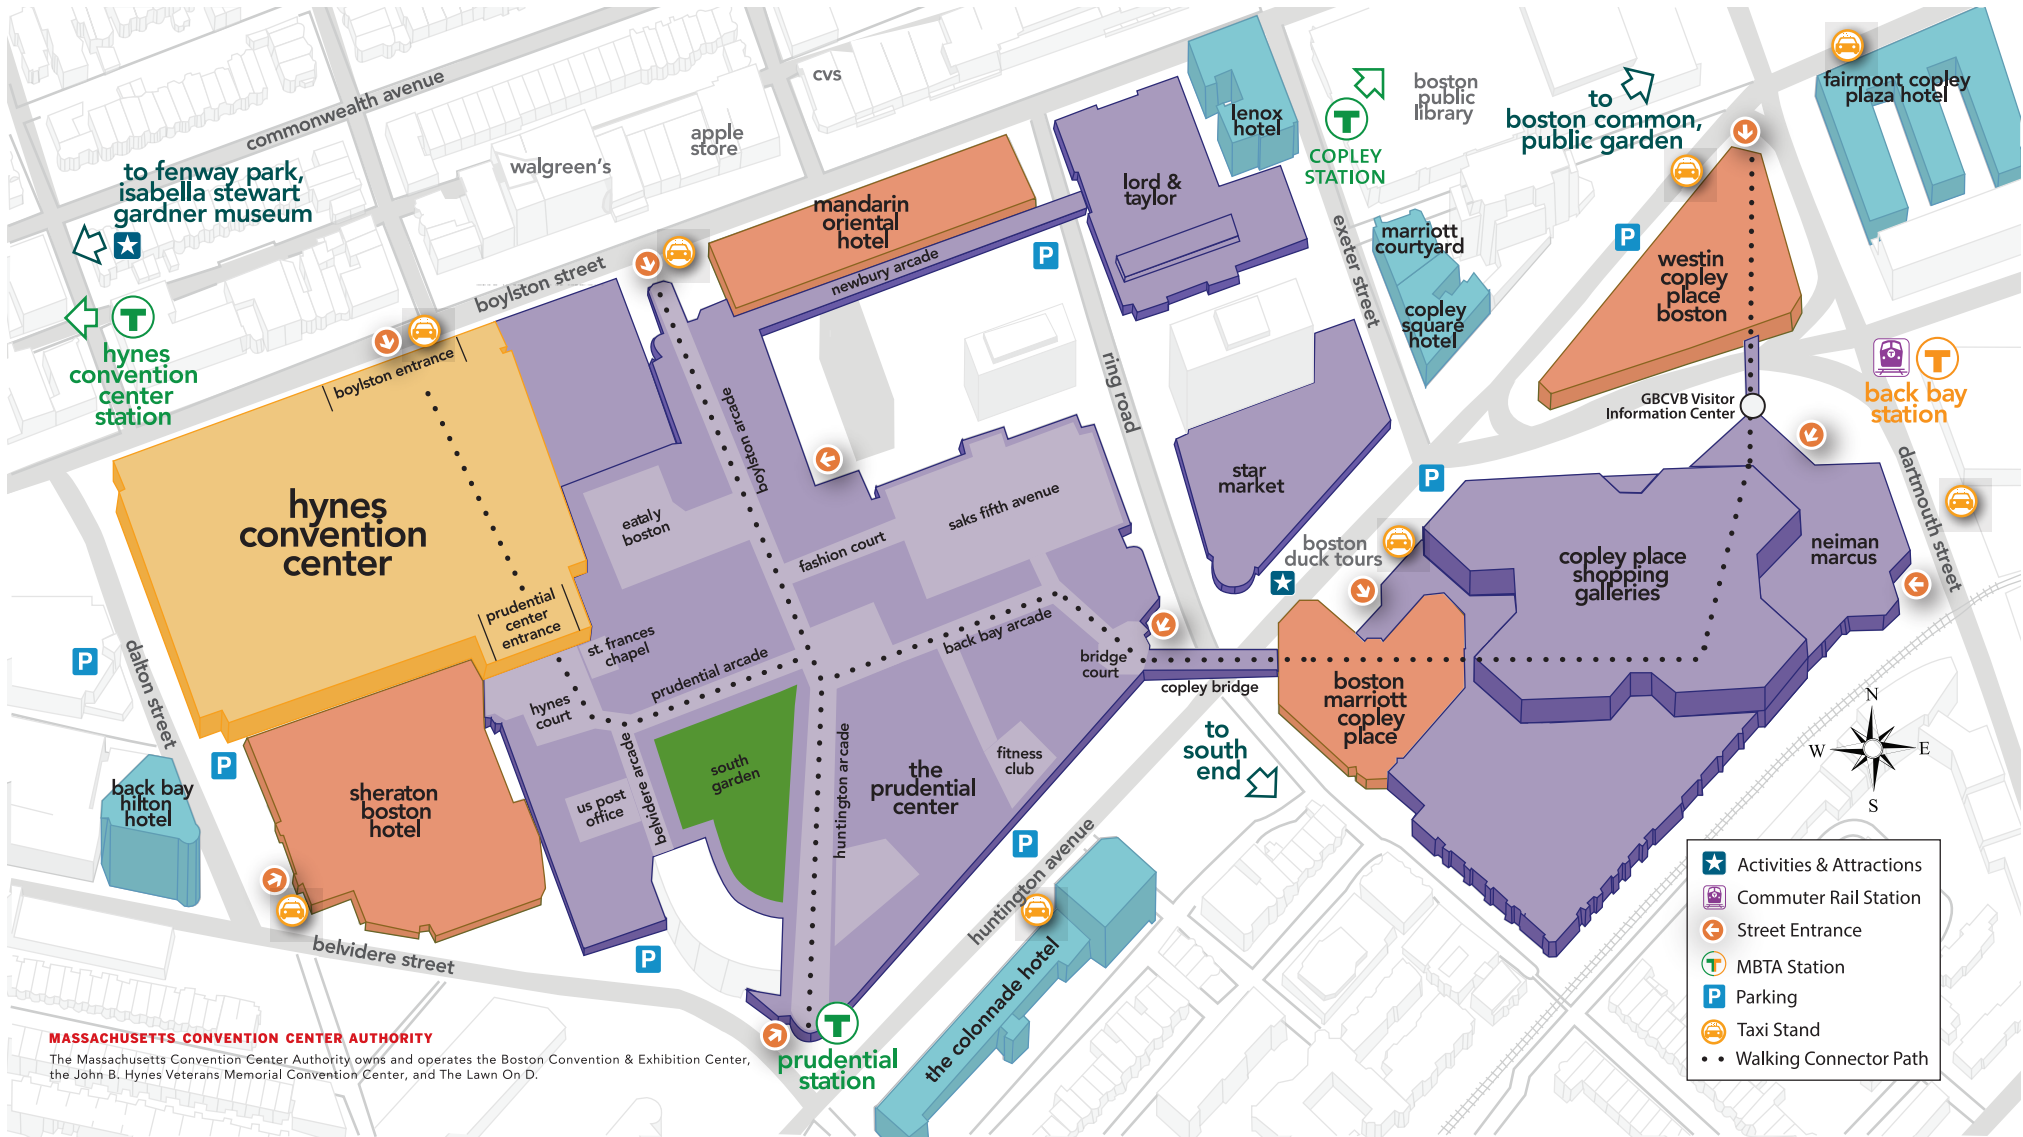 commonwealth avenue
cvs
apple
store
walgreen's
to fenway park,
isabella stewart
gardner museum
T
hynes
convention
center
station
boylston street
boylston entrance
hynes
convention
center
prudential
center
entrance
mandarin
oriental
hotel
newbury arcade
P
lord &
taylor
lenox
hotel
T
COPLEY
STATION
boston
public
library
to
boston common,
public garden
fairmont copley
plaza hotel
P
marriott
courtyard
copley
square
hotel
exeter street
westin
copley
place
boston
GBCVB Visitor
Information Center
T
back bay
station
dartmouth street
ring road
star
market
P
boylston arcade
eataly
boston
fashion court
saks fifth avenue
boston
duck tours
copley place
shopping
galleries
neiman
marcus
st. frances
chapel
prudential arcade
back bay arcade
bridge
court
copley bridge
boston
marriott
copley
place
hynes
court
belvidere arcade
us post
office
south
garden
huntington arcade
the
prudential
center
fitness
club
to
south
end
P
dalton street
P
back bay
hilton
hotel
sheraton
boston
hotel
belvidere street
P
P
huntington avenue
the colonnade hotel
T
prudential
station
N
W
E
S
Activities & Attractions
Commuter Rail Station
Street Entrance
T
MBTA Station
P
Parking
Taxi Stand
Walking Connector Path
MASSACHUSETTS CONVENTION CENTER AUTHORITY
The Massachusetts Convention Center Authority owns and operates the Boston Convention & Exhibition Center,
the John B. Hynes Veterans Memorial Convention Center, and The Lawn On D.